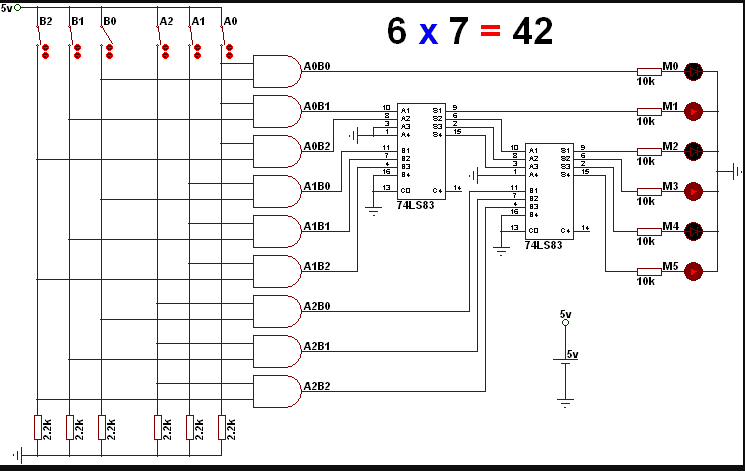 5v
B2 B1 B0 A2 A1 A0
6 x 7 = 42
A0B0
M0
10k
A0B1
M1
10k
A0B2
M2
10k
A1B0
M3
10k
A1B1
M4
10k
A1B2
M5
10k
A2B0
A2B1
A2B2
10 A1 S1 9
8 A2 S2 6
3 A3 S3 2
1 A4 S4 15
11 B1
7 B2
4 B3
16 B4
13 C0 C4 14
74LS83
10 A1 S1 9
8 A2 S2 6
3 A3 S3 2
1 A4 S4 15
11 B1
7 B2
4 B3
16 B4
13 C0 C4 14
74LS83
5v
5v
2.2k 2.2k 2.2k 2.2k 2.2k 2.2k